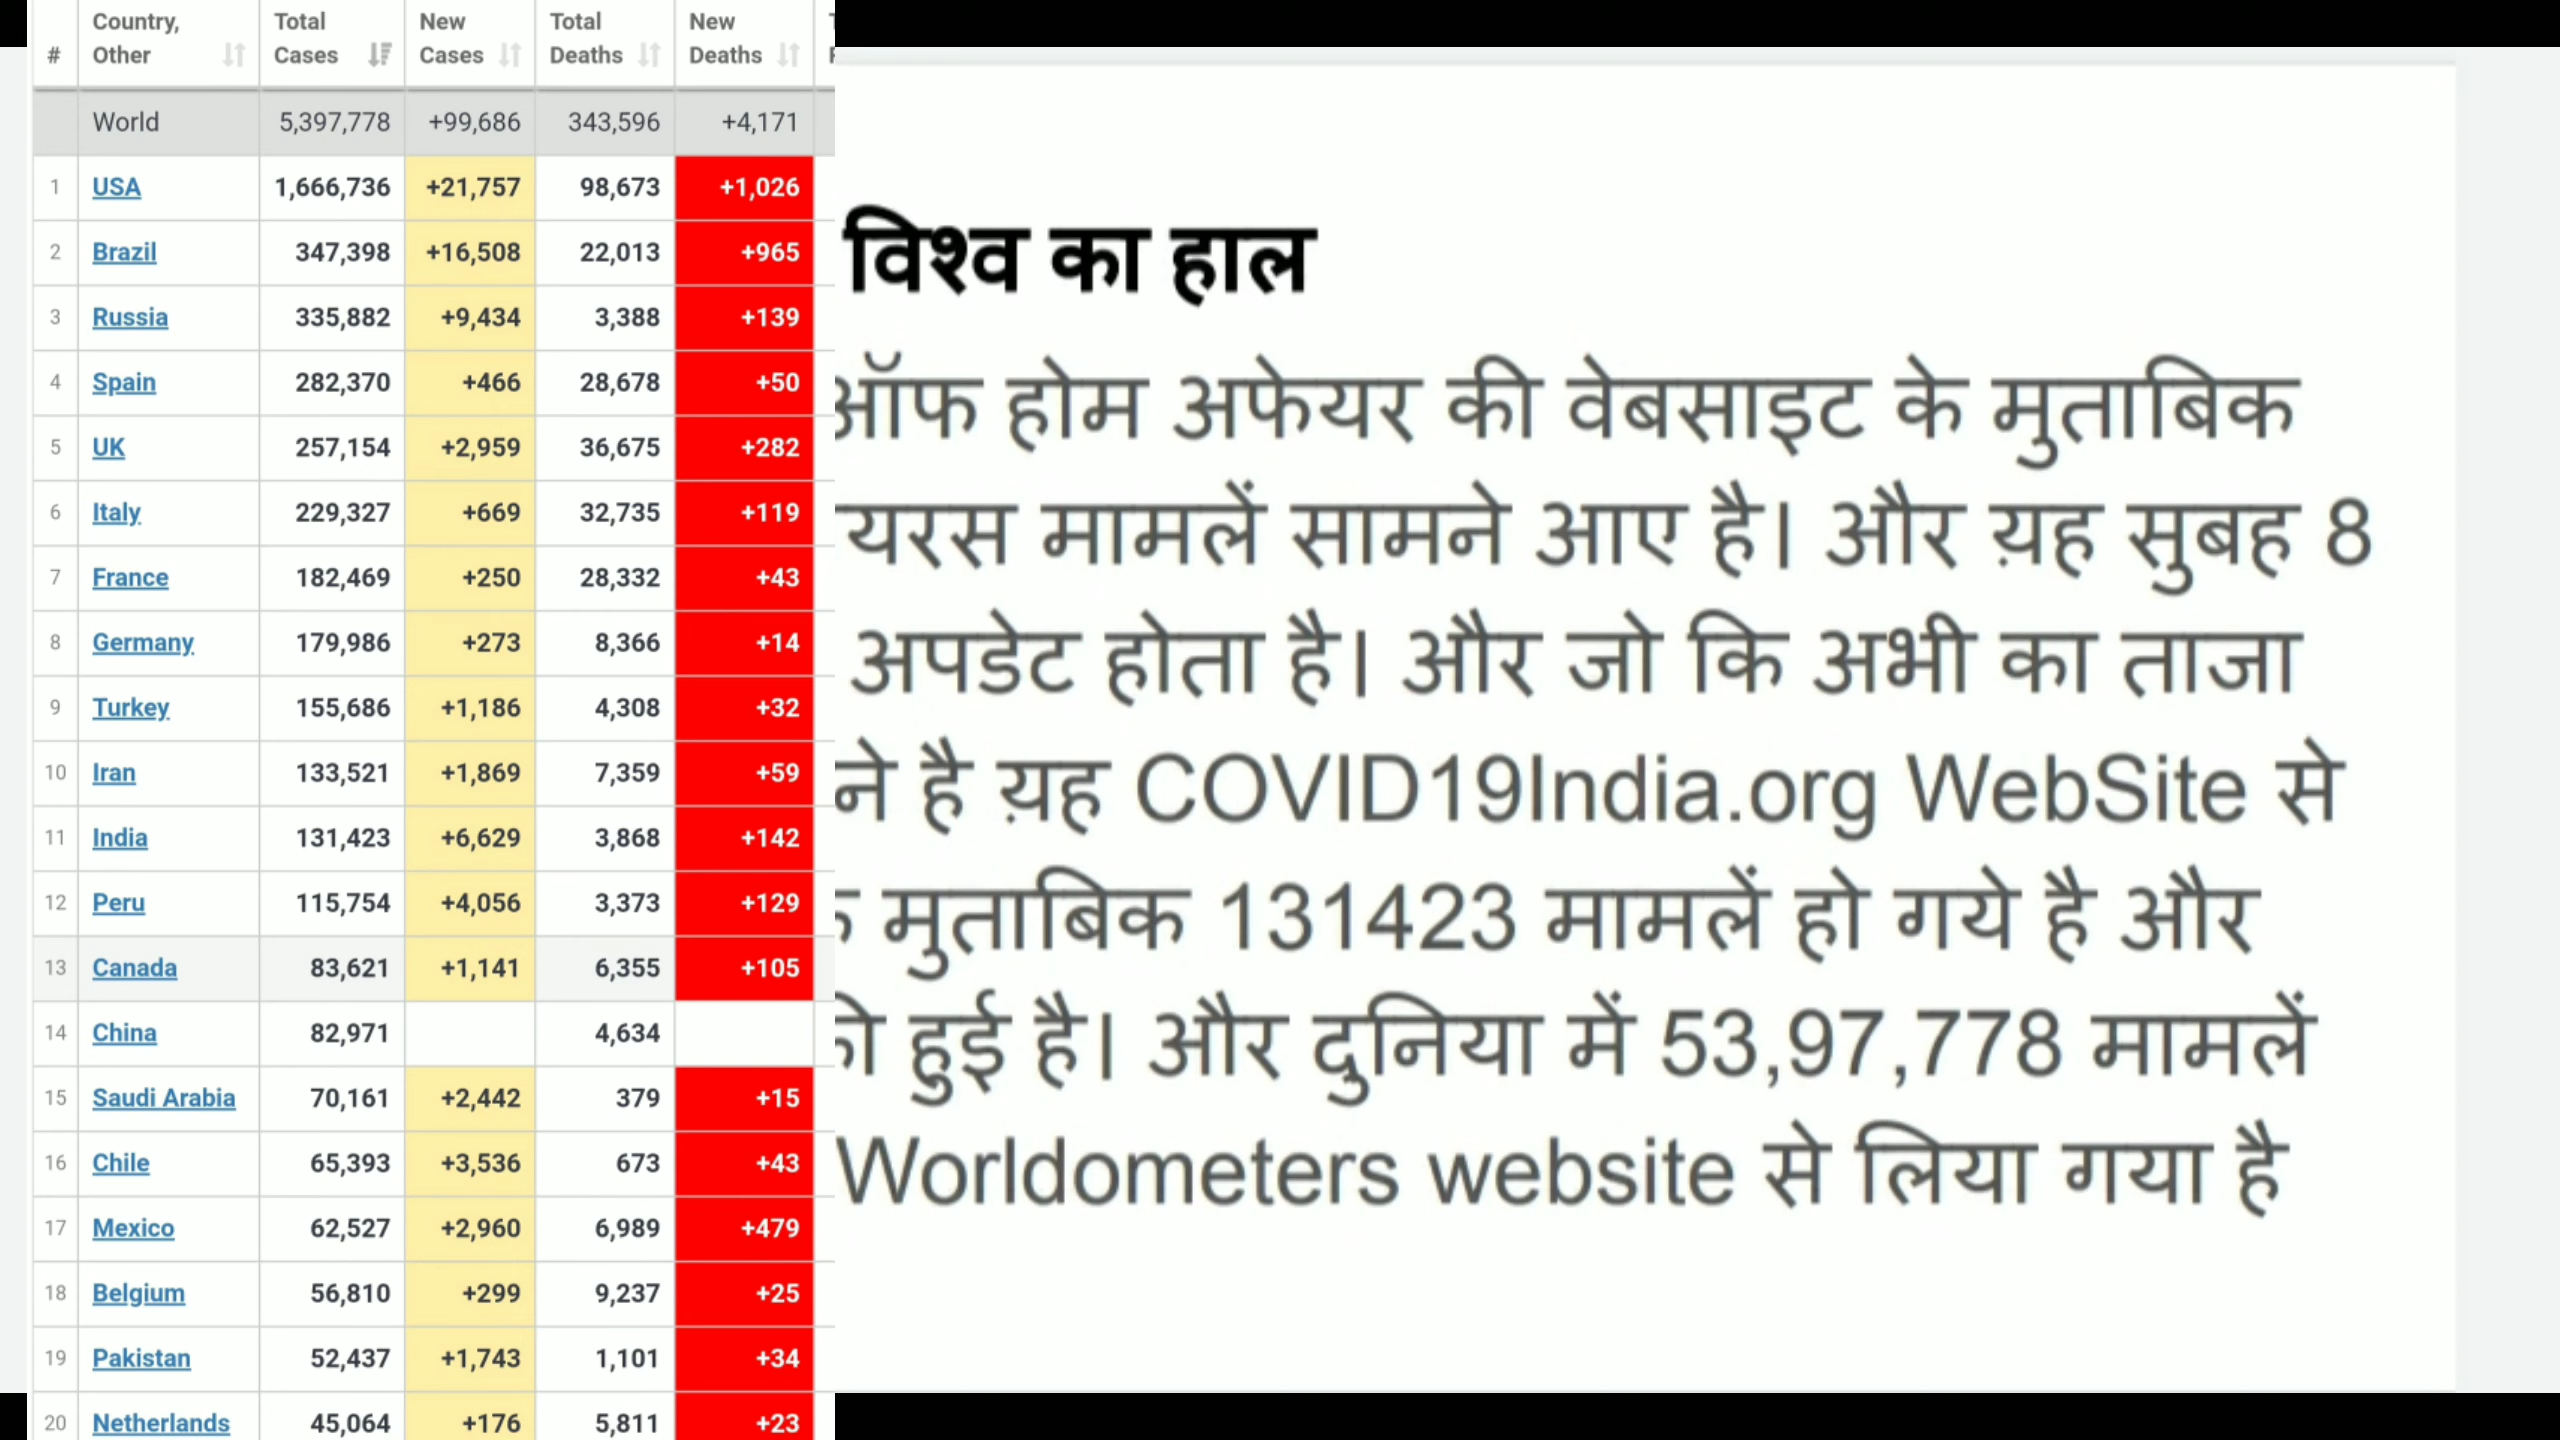 # Country, Other Total Cases New Cases Total Deaths New Deaths
World 5,397,778 +99,686 343,596 +4,171
1 USA 1,666,736 +21,757 98,673 +1,026
2 Brazil 347,398 +16,508 22,013 +965
3 Russia 335,882 +9,434 3,388 +139
4 Spain 282,370 +466 28,678 +50
5 UK 257,154 +2,959 36,675 +282
6 Italy 229,327 +669 32,735 +119
7 France 182,469 +250 28,332 +43
8 Germany 179,986 +273 8,366 +14
9 Turkey 155,686 +1,186 4,308 +32
10 Iran 133,521 +1,869 7,359 +59
11 India 131,423 +6,629 3,868 +142
12 Peru 115,754 +4,056 3,373 +129
13 Canada 83,621 +1,141 6,355 +105
14 China 82,971 4,634
15 Saudi Arabia 70,161 +2,442 379 +15
16 Chile 65,393 +3,536 673 +43
17 Mexico 62,527 +2,960 6,989 +479
18 Belgium 56,810 +299 9,237 +25
19 Pakistan 52,437 +1,743 1,101 +34
20 Netherlands 45,064 +176 5,811 +23
विश्व का हाल
ऑफ होम अफेयर की वेबसाइट के मुताबिक
यरस मामलें सामने आए है। और य़ह सुबह 8
अपडेट होता है। और जो कि अभी का ताजा
ने है य़ह COVID19India.org WebSite से
मुताबिक 131423 मामलें हो गये है और
हुई है। और दुनिया में 53,97,778 मामलें
Worldometers website से लिया गया है